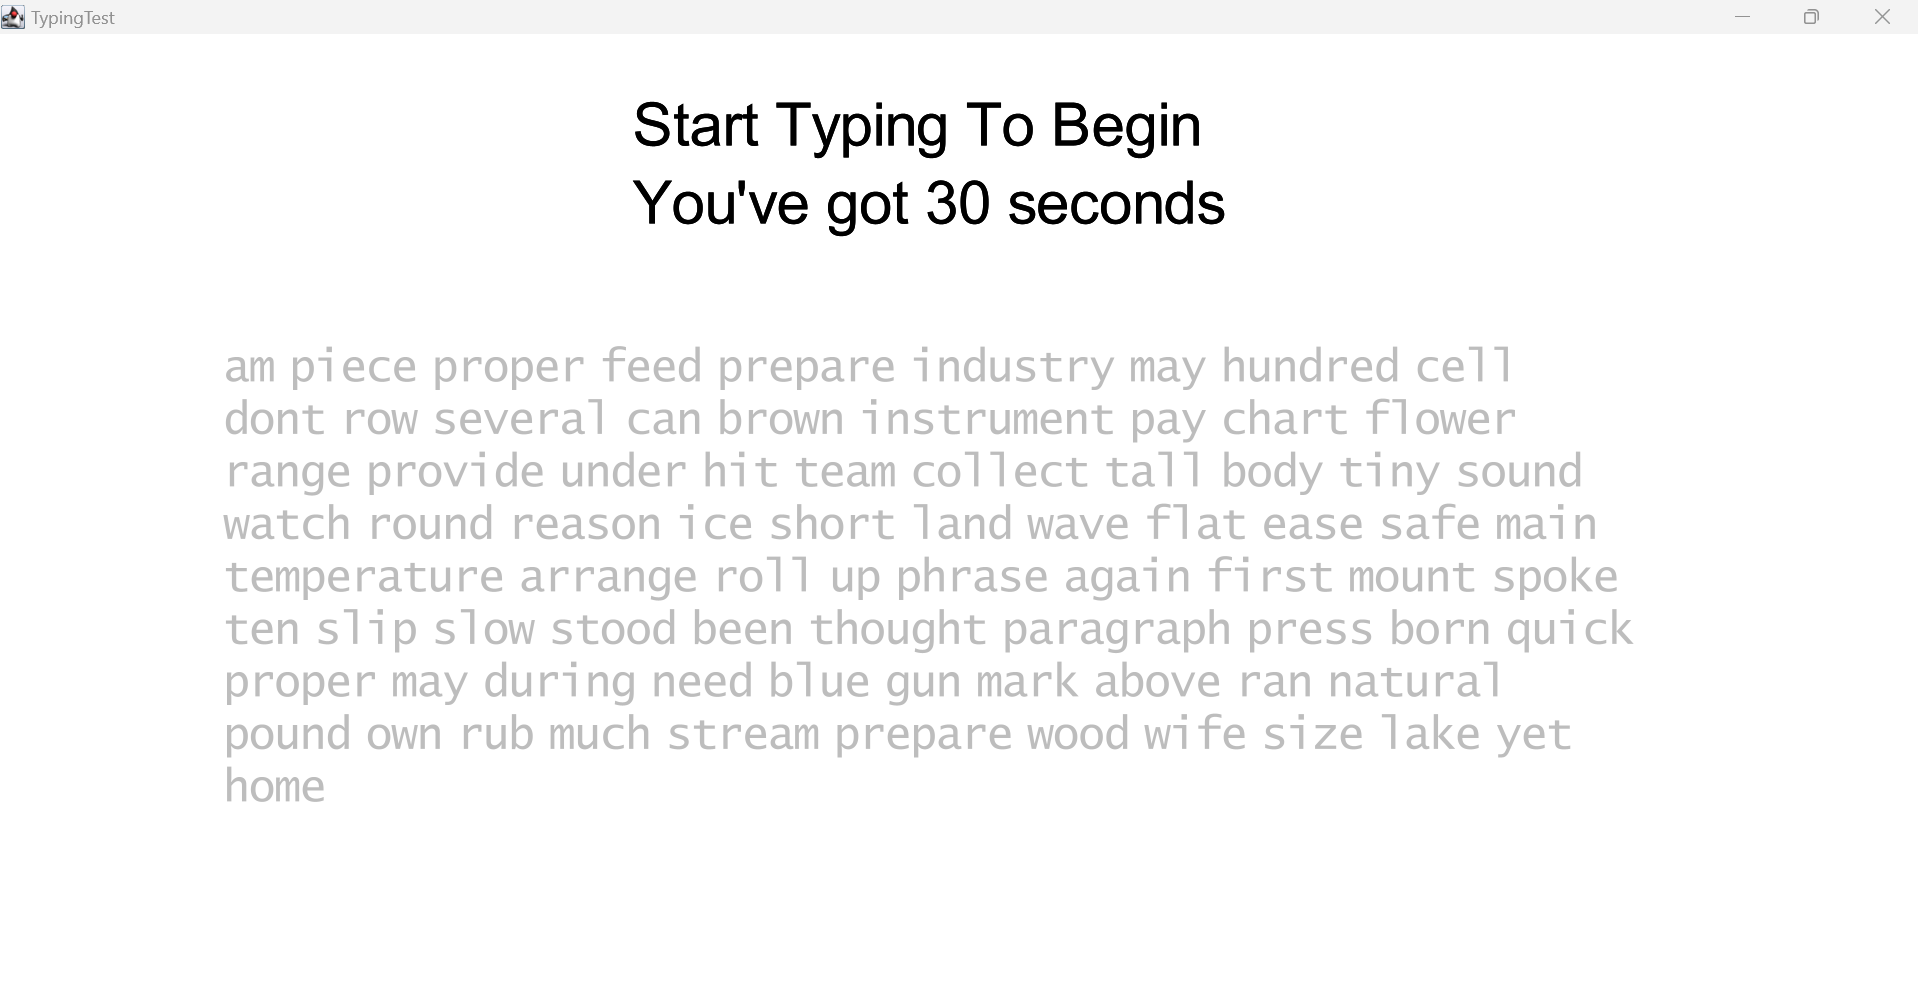 TypingTest
Start Typing To Begin
You've got 30 seconds
am piece proper feed prepare industry may hundred cell
dont row several can brown instrument pay chart flower
range provide under hit team collect tall body tiny sound
watch round reason ice short land wave flat ease safe main
temperature arrange roll up phrase again first mount spoke
ten slip slow stood been thought paragraph press born quick
proper may during need blue gun mark above ran natural
pound own rub much stream prepare wood wife size lake yet
home